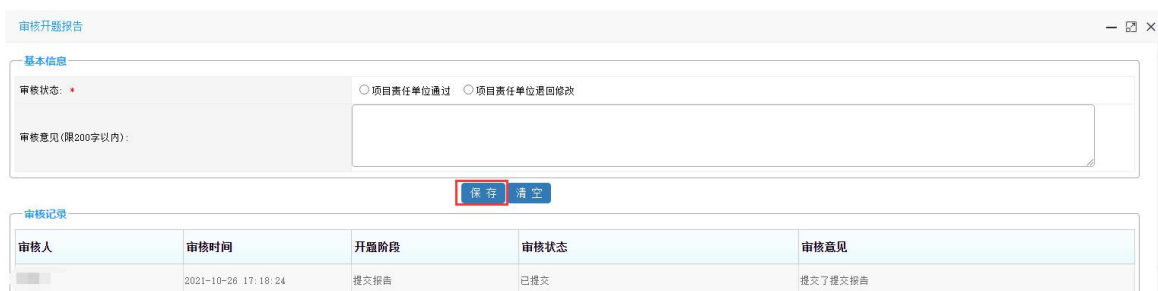 审核开题报告
基本信息
审核状态: *
○项目责任单位通过 ○项目责任单位退回修改
审核意见(限200字以内):
保存 清空
审核记录
审核人 审核时间 开题阶段 审核状态 审核意见
2021-10-26 17:18:24 提交报告 已提交 提交了提交报告